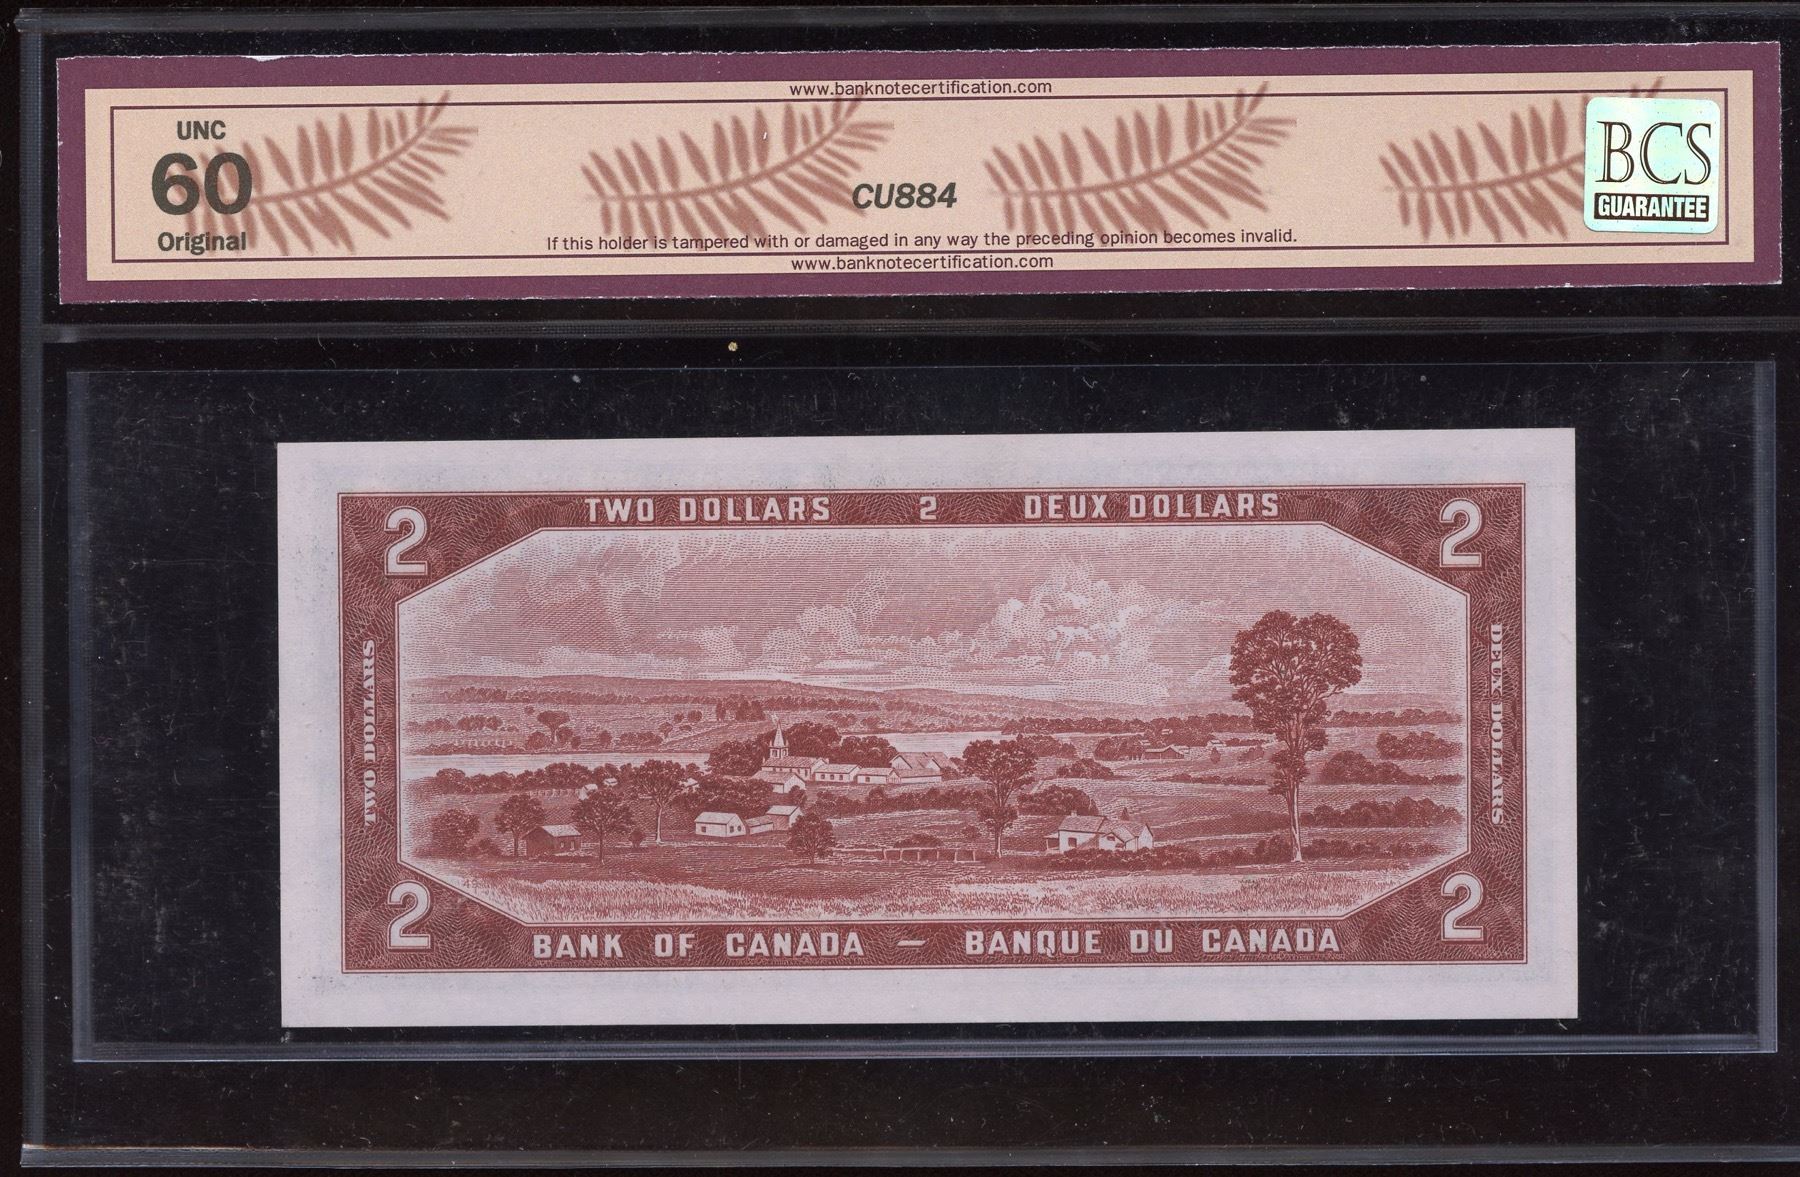 www.banknotecertification.com
UNC
60
Original
CU884
BCS
GUARANTEE
If this holder is tampered with or damaged in any way the preceding opinion becomes invalid.
www.banknotecertification.com
TWO DOLLARS 2 DEUX DOLLARS
2
2
TWO DOLLARS
DEUX DOLLARS
2
2
BANK OF CANADA — BANQUE DU CANADA